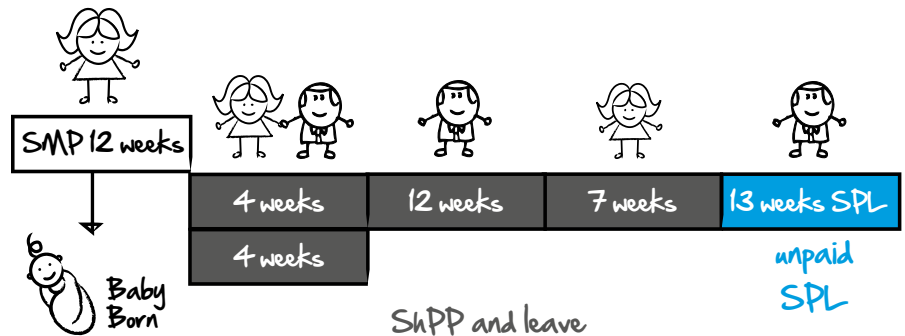 SMP 12 weeks
4 weeks
12 weeks
7 weeks
13 weeks SPL
4 weeks
unpaid
SPL
Baby
Born
ShPP and leave